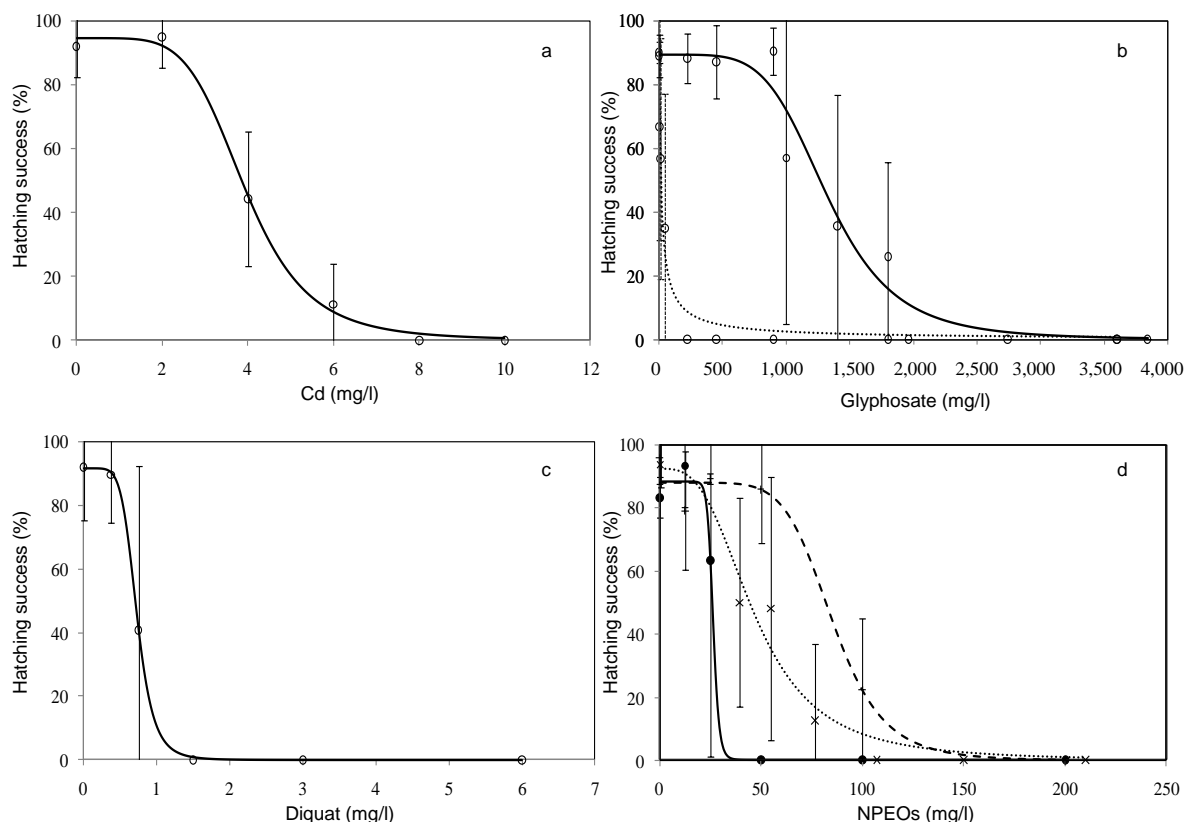 100
80
60
40
20
0
Hatching success (%)
a
0 2 4 6 8 10 12
Cd (mg/l)
100
80
60
40
20
0
Hatching success (%)
b
0 500 1,000 1,500 2,000 2,500 3,000 3,500 4,000
Glyphosate (mg/l)
100
80
60
40
20
0
Hatching success (%)
c
0 1 2 3 4 5 6 7
Diquat (mg/l)
100
80
60
40
20
0
Hatching success (%)
d
0 50 100 150 200 250
NPEOs (mg/l)